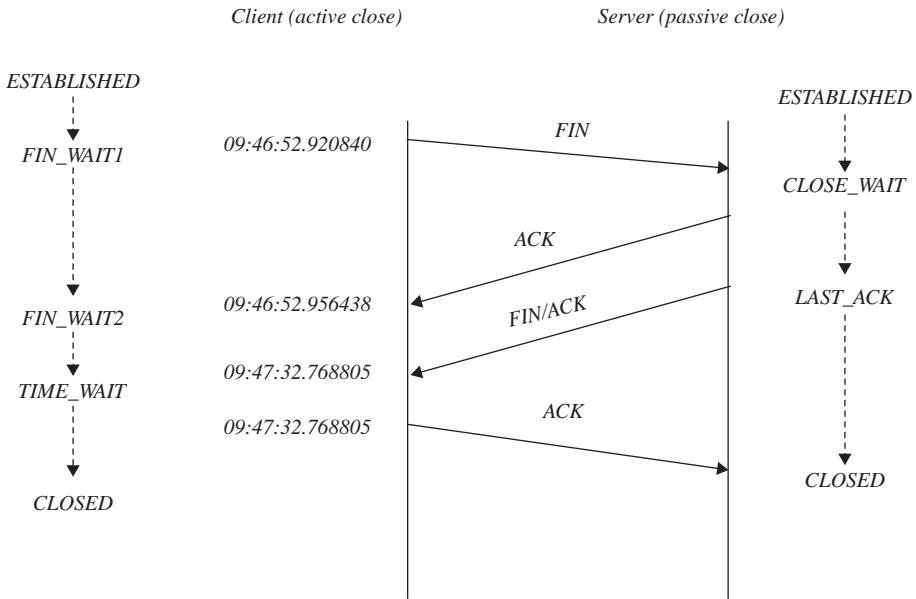 Client (active close)
Server (passive close)
ESTABLISHED
ESTABLISHED
FIN
09:46:52.920840
FIN_WAIT1
CLOSE_WAIT
ACK
09:46:52.956438
LAST_ACK
FIN_WAIT2
FIN/ACK
09:47:32.768805
TIME_WAIT
ACK
09:47:32.768805
CLOSED
CLOSED